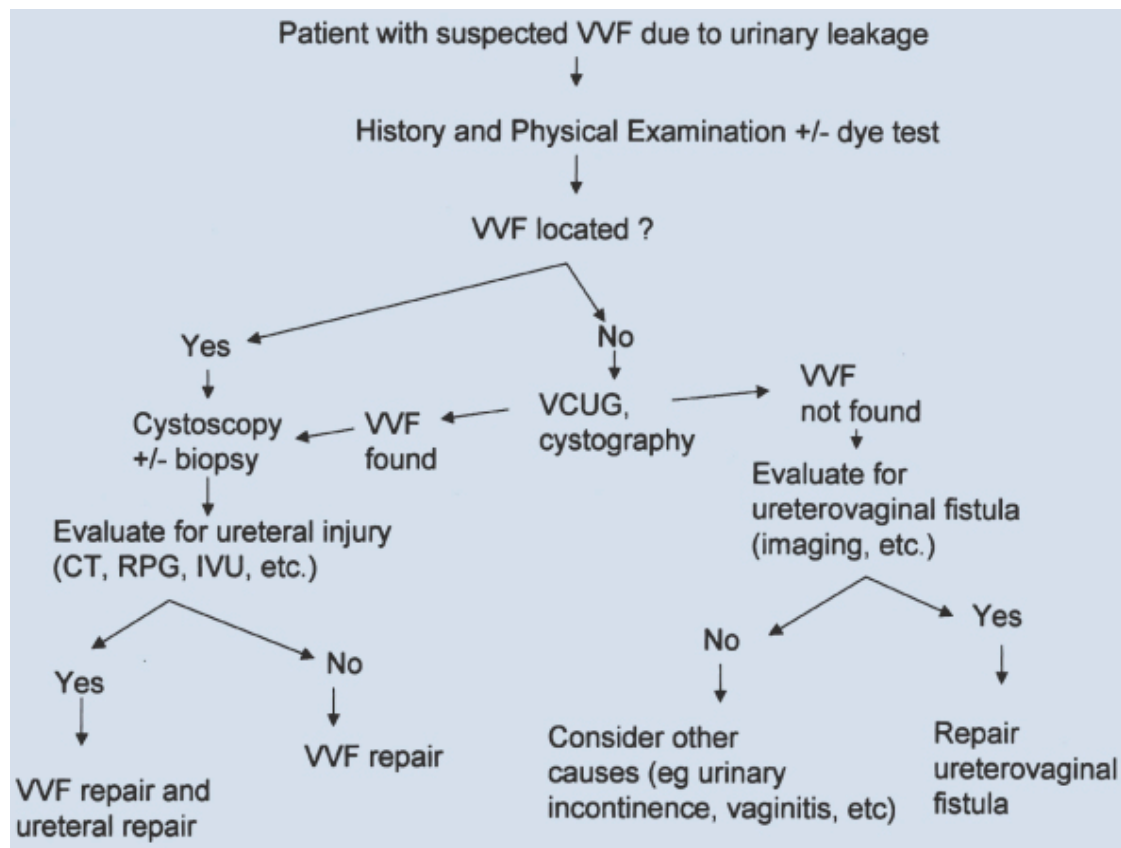 Patient with suspected VVF due to urinary leakage
History and Physical Examination +/- dye test
VVF located ?
Yes
No
Cystoscopy
+/- biopsy
VVF
found
VCUG,
cystography
VVF
not found
Evaluate for ureteral injury
(CT, RPG, IVU, etc.)
Evaluate for
ureterovaginal fistula
(imaging, etc.)
Yes
No
No
Yes
VVF repair and
ureteral repair
VVF repair
Consider other
causes (eg urinary
incontinence, vaginitis, etc)
Repair
ureterovaginal
fistula